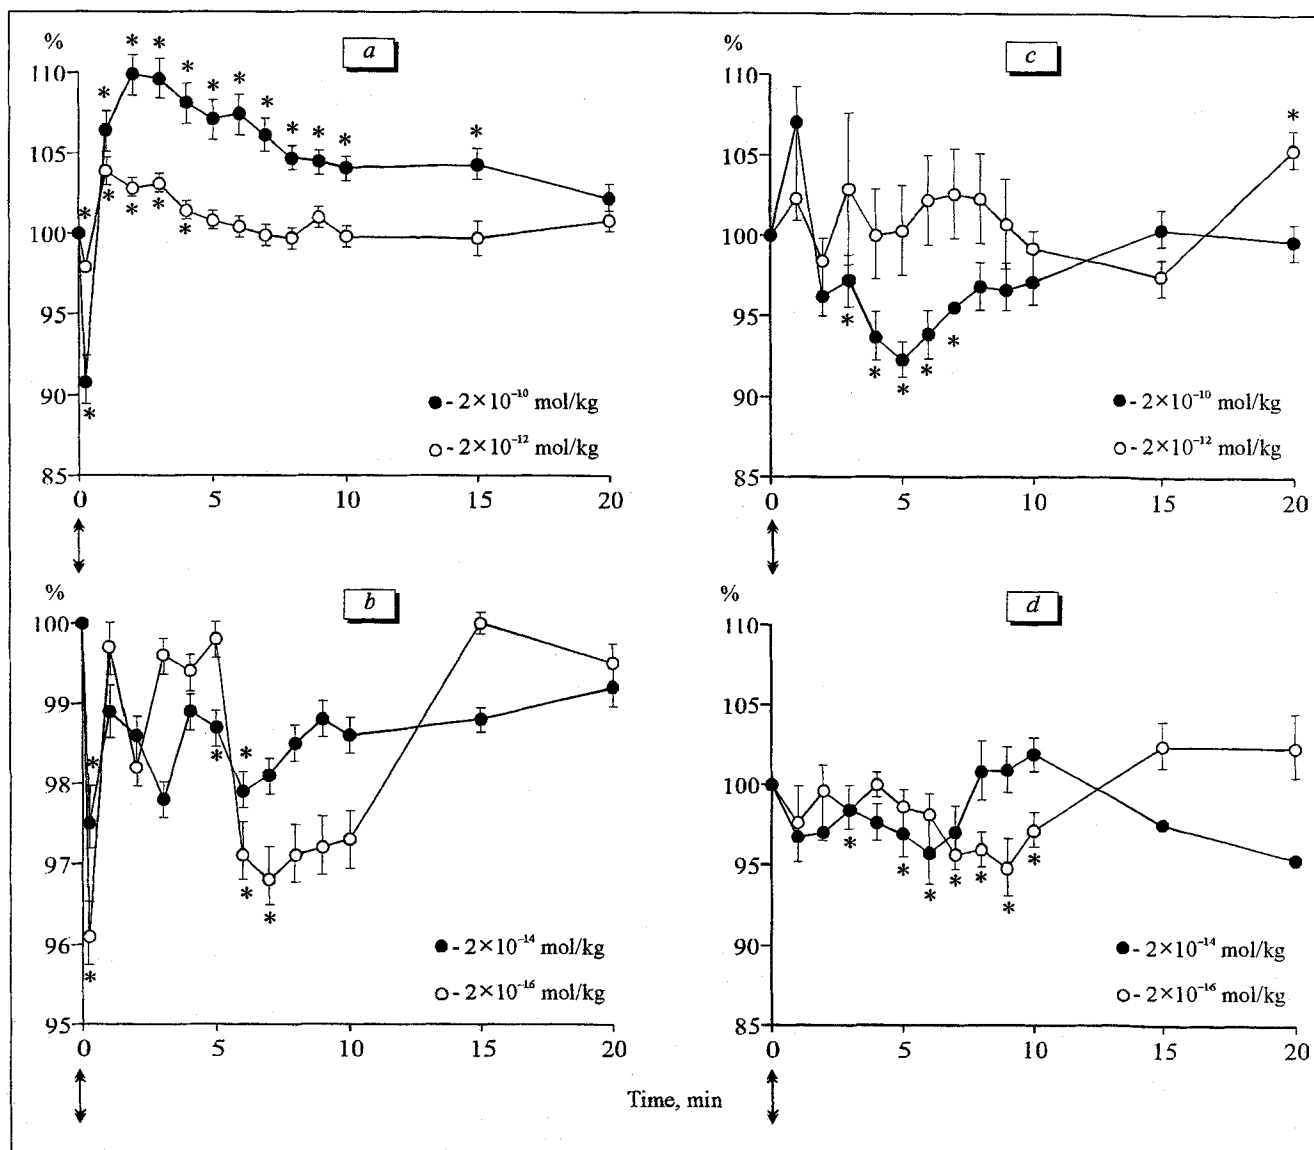 %
a
110
105
100
95
90
85
0 5 10 15 20
* * * * * * * * * * *
* * * * * *
● - 2×10⁻¹⁰ mol/kg
○ - 2×10⁻¹² mol/kg
%
c
110
105
100
95
90
85
0 5 10 15 20
*
* * * * *
● - 2×10⁻¹⁰ mol/kg
○ - 2×10⁻¹² mol/kg
%
b
100
99
98
97
96
95
0 5 10 15 20
* * *
* * *
● - 2×10⁻¹⁴ mol/kg
○ - 2×10⁻¹⁶ mol/kg
%
d
110
105
100
95
90
85
0 5 10 15 20
* * * * * * *
● - 2×10⁻¹⁴ mol/kg
○ - 2×10⁻¹⁶ mol/kg
Time, min